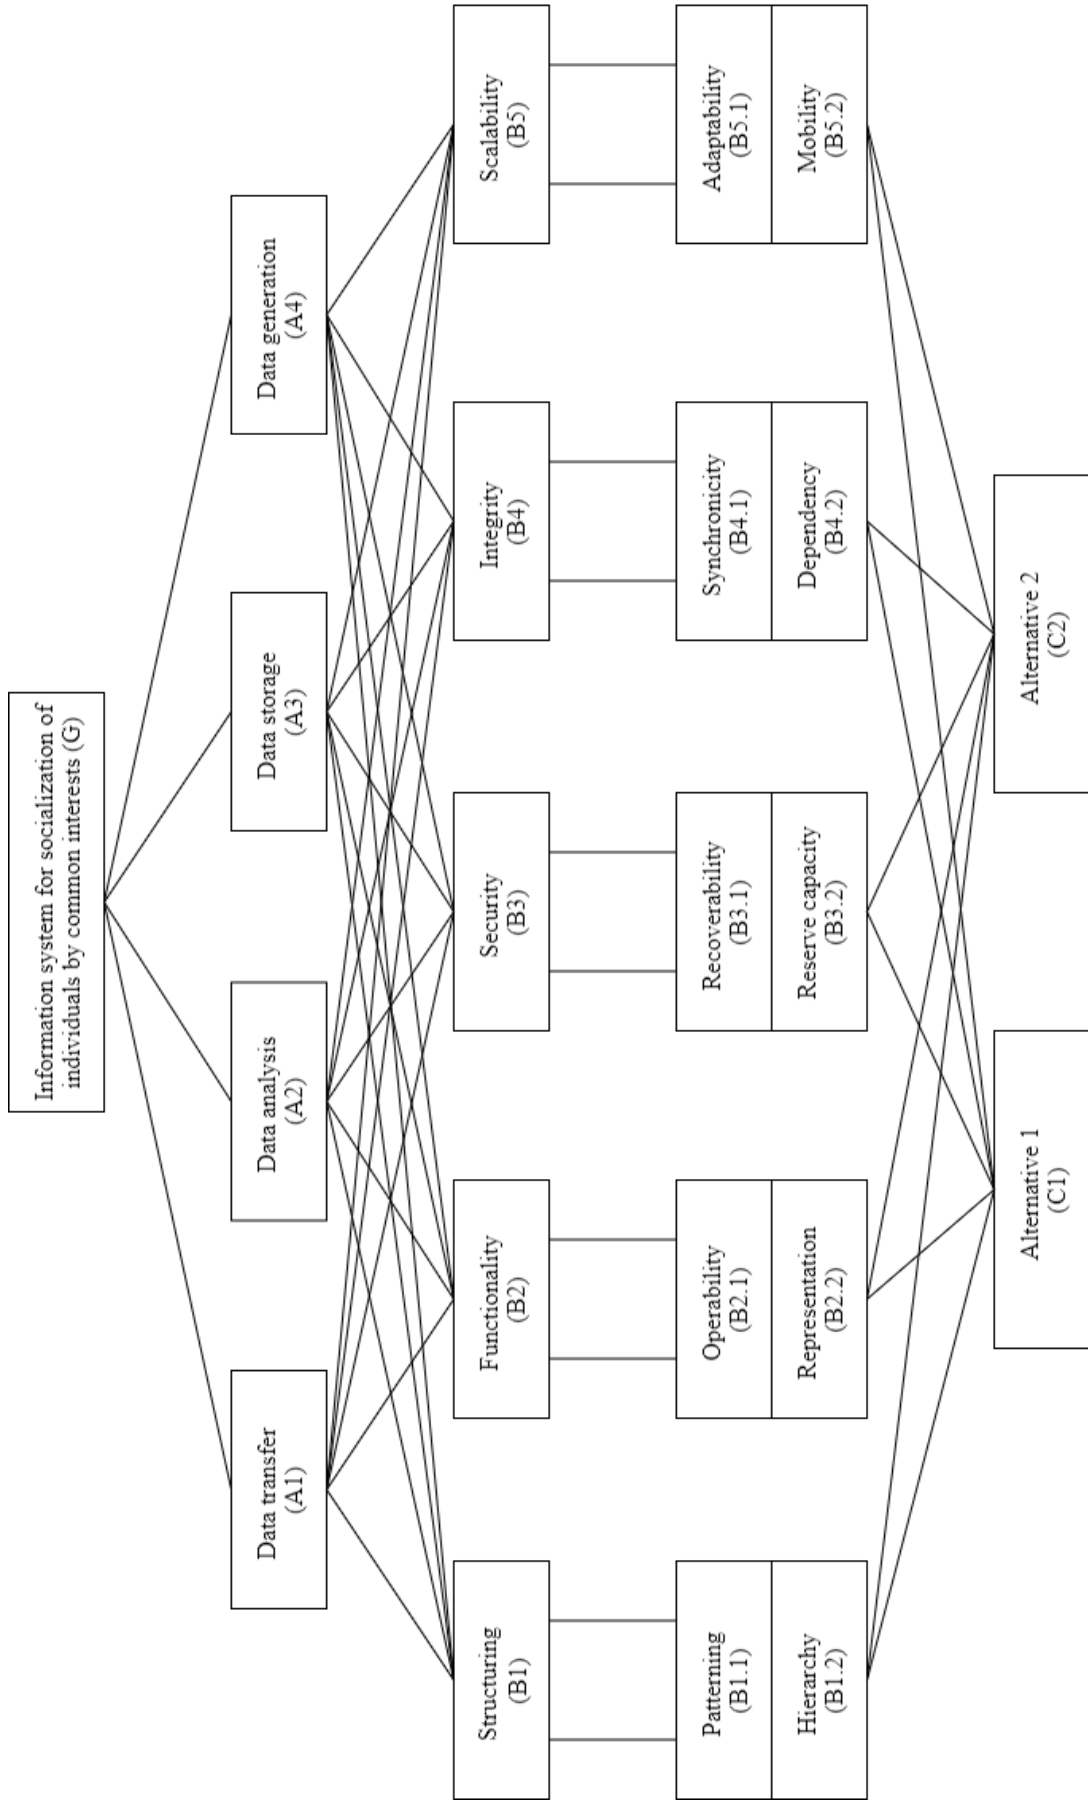 Information system for socialization of
individuals by common interests (G)
Data transfer
(A1)
Data analysis
(A2)
Data storage
(A3)
Data generation
(A4)
Structuring
(B1)
Functionality
(B2)
Security
(B3)
Integrity
(B4)
Scalability
(B5)
Patterning
(B1.1)
Hierarchy
(B1.2)
Operability
(B2.1)
Representation
(B2.2)
Recoverability
(B3.1)
Reserve capacity
(B3.2)
Synchronicity
(B4.1)
Dependency
(B4.2)
Adaptability
(B5.1)
Mobility
(B5.2)
Alternative 1
(C1)
Alternative 2
(C2)